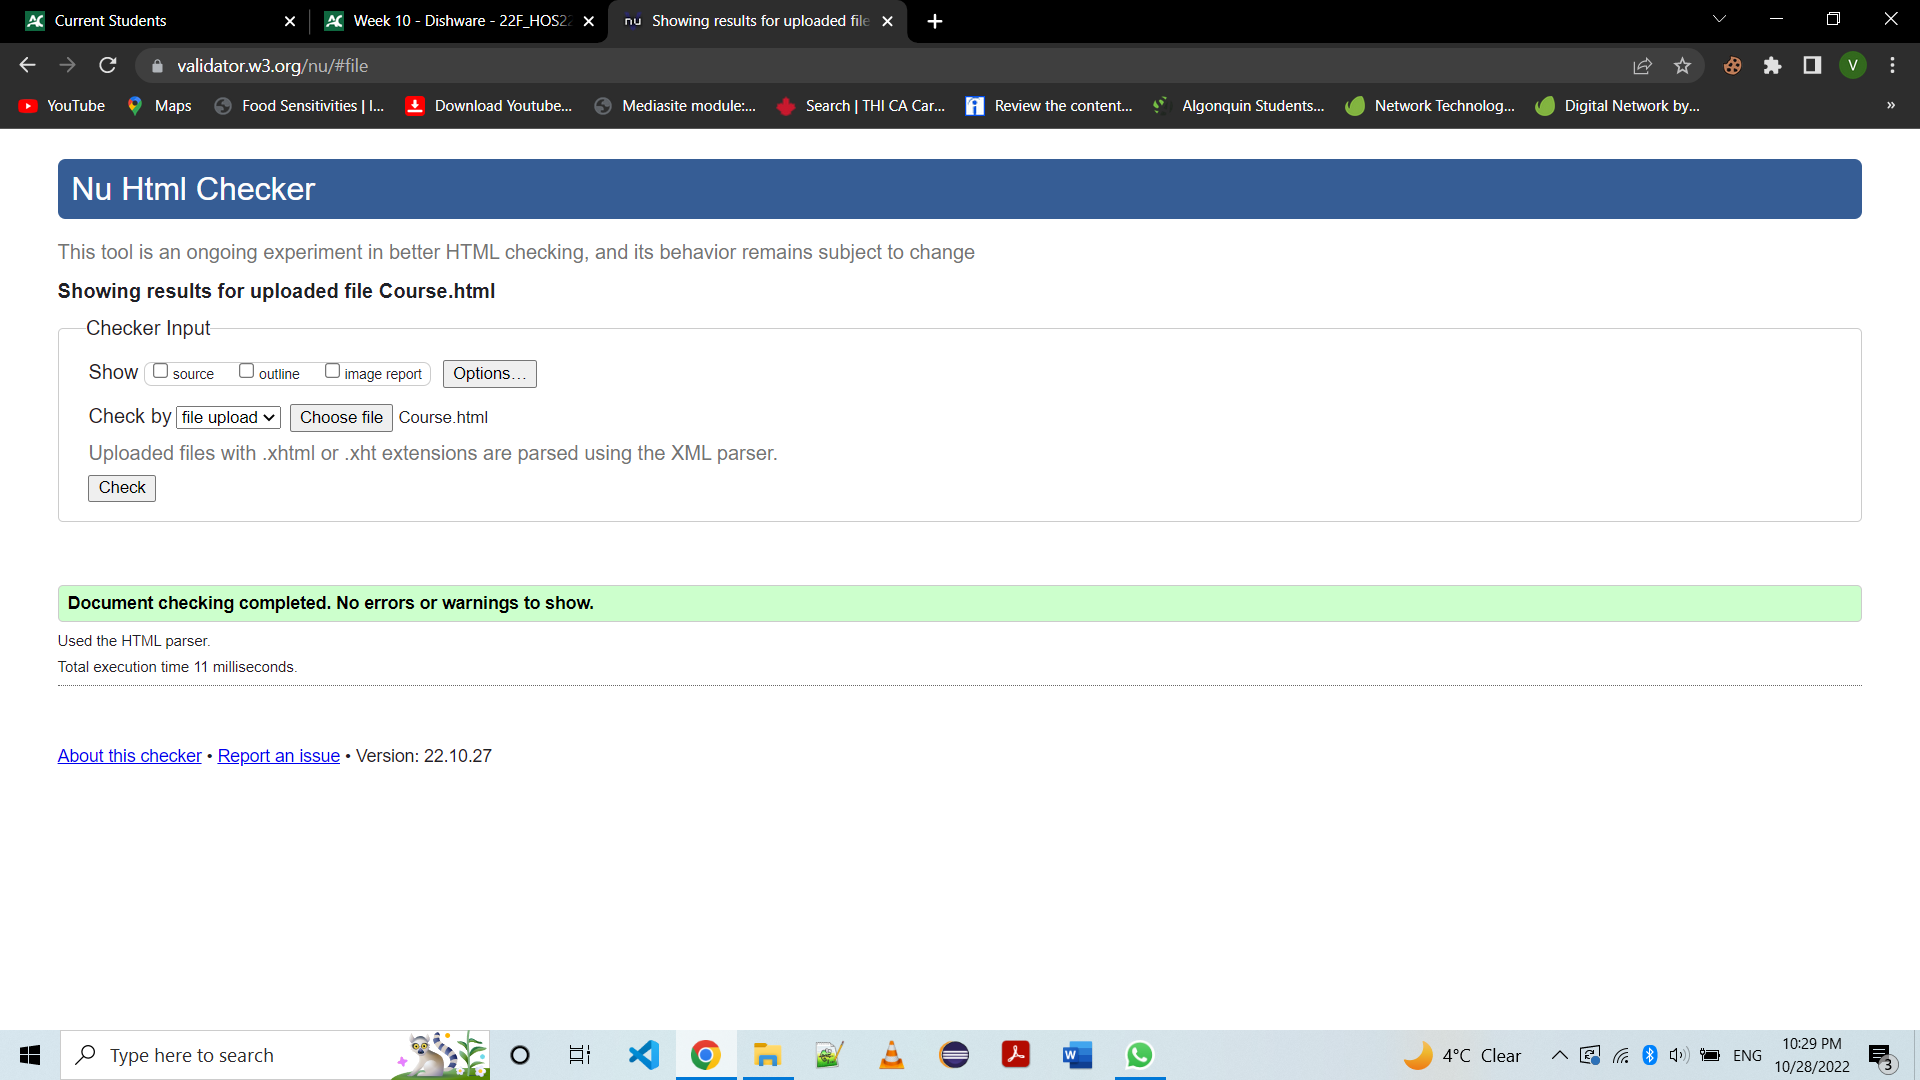 Current Students
Week 10 - Dishware - 22F_HOS22
nu Showing results for uploaded file
validator.w3.org/nu/#file
V
YouTube
Maps
Food Sensitivities | I...
Download Youtube...
Mediasite module:...
Search | THI CA Car...
Review the content...
Algonquin Students...
Network Technolog...
Digital Network by...
»
Nu Html Checker
This tool is an ongoing experiment in better HTML checking, and its behavior remains subject to change
Showing results for uploaded file Course.html
Checker Input
Show source outline image report Options...
Check by file upload Choose file Course.html
Uploaded files with .xhtml or .xht extensions are parsed using the XML parser.
Check
Document checking completed. No errors or warnings to show.
Used the HTML parser.
Total execution time 11 milliseconds.
About this checker • Report an issue • Version: 22.10.27
Type here to search
4°C Clear
ENG
10:29 PM
10/28/2022
3